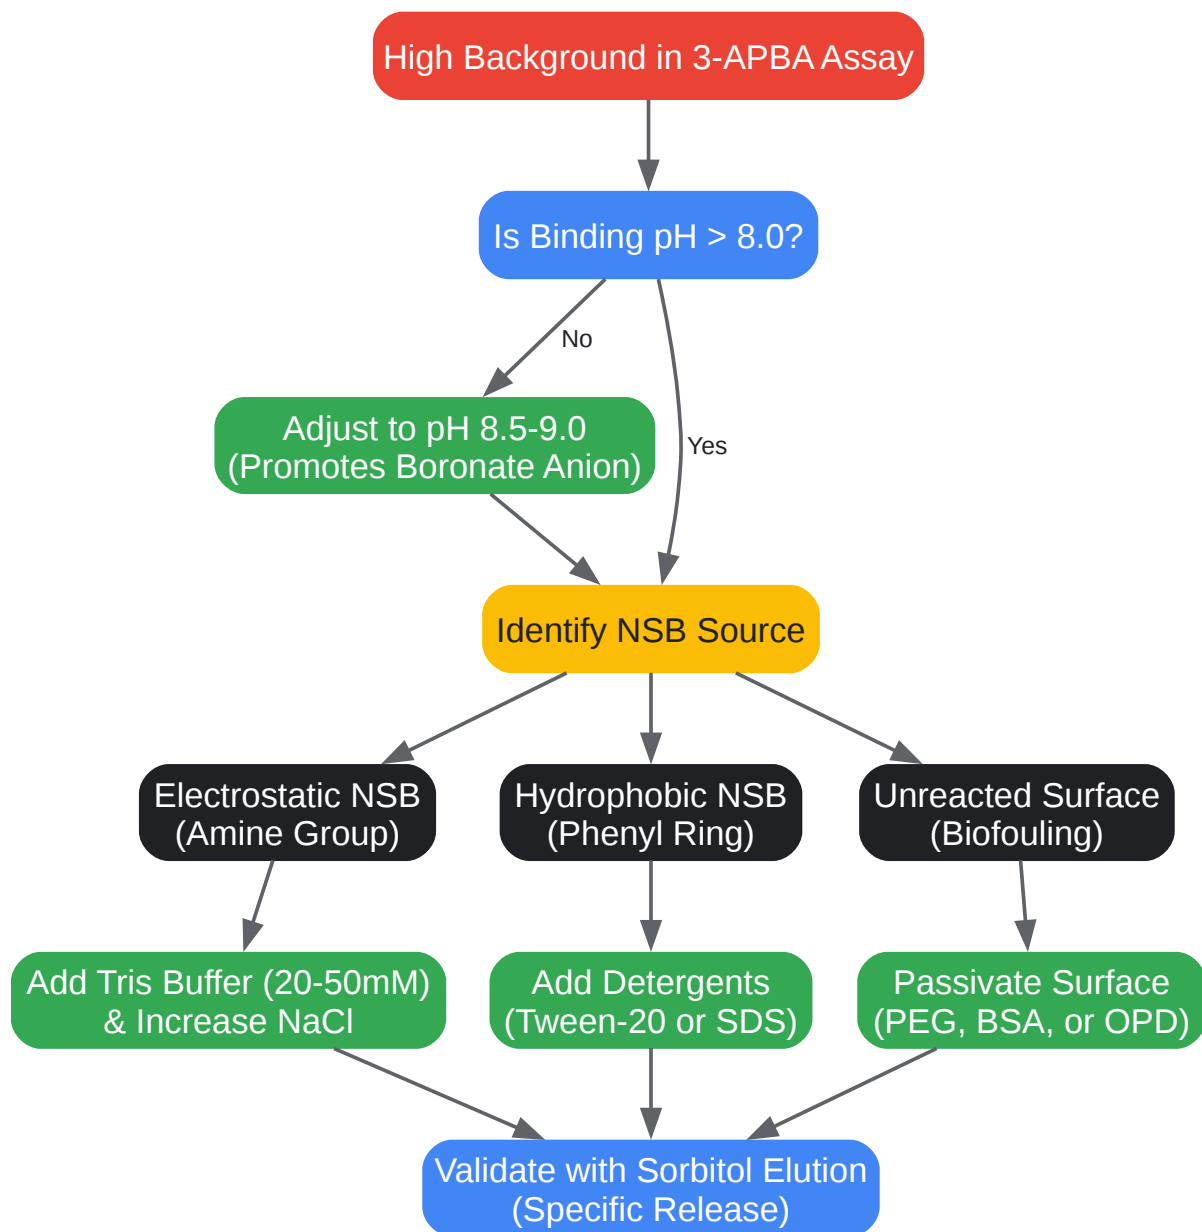 High Background in 3-APBA Assay
Is Binding pH > 8.0?
No
Adjust to pH 8.5-9.0
(Promotes Boronate Anion)
Yes
Identify NSB Source
Electrostatic NSB
(Amine Group)
Hydrophobic NSB
(Phenyl Ring)
Unreacted Surface
(Biofouling)
Add Tris Buffer (20-50mM)
& Increase NaCl
Add Detergents
(Tween-20 or SDS)
Passivate Surface
(PEG, BSA, or OPD)
Validate with Sorbitol Elution
(Specific Release)